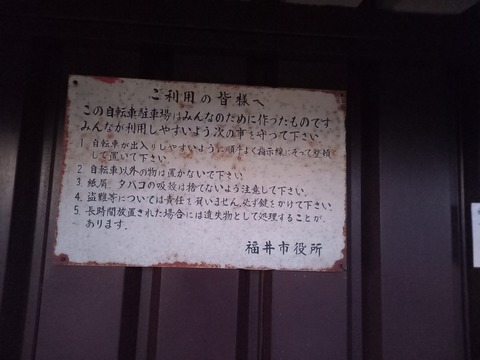 ご利用の皆様へ
この自転車駐車場はみんなのために作ったものです
みんなが利用しやすいよう次の事を守って下さい
1. 自転車が出入りしやすいように順序よく指示線にそって整頓
して置いて下さい
2. 自転車以外の物は置かないで下さい
3. 紙屑、タバコの吸殻は捨てないよう注意して下さい。
4. 盗難等については責任を負いません。必ず鍵をかけて下さい。
5. 長時間放置された場合には遺失物として処理することが、
あります。
福井市役所